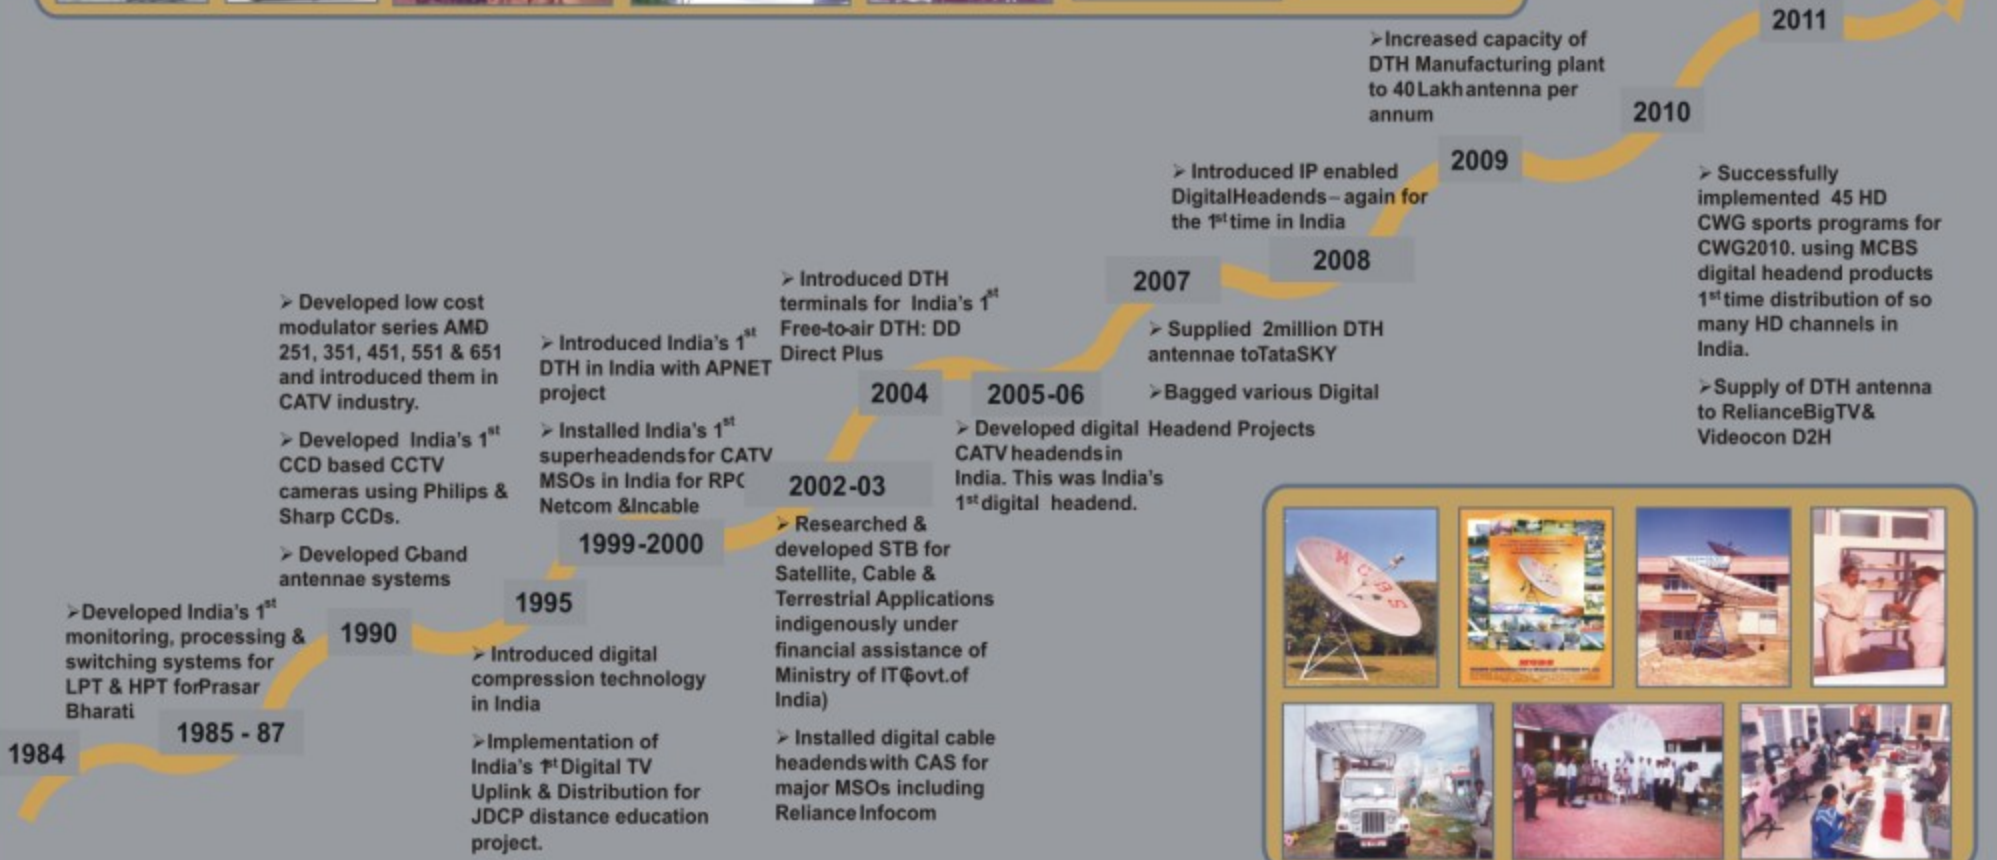 2011
➢Increased capacity of
DTH Manufacturing plant
to 40Lakhantenna per
annum
2010
2009
➢ Introduced IP enabled
DigitalHeadends– again for
the 1st time in India
➢ Successfully
implemented 45 HD
CWG sports programs for
CWG2010. using MCBS
digital headend products
1st time distribution of so
many HD channels in
India.
➢Supply of DTH antenna
to RelianceBigTV&
Videocon D2H
2008
2007
➢ Supplied 2million DTH
antennae toTataSKY
➢Bagged various Digital
Headend Projects
➢ Introduced DTH
terminals for India's 1st
Free-to-air DTH: DD
Direct Plus
2004
2005-06
➢ Developed digital
CATV headendsin
India. This was India's
1st digital headend.
➢ Developed low cost
modulator series AMD
251, 351, 451, 551 & 651
and introduced them in
CATV industry.
➢ Developed India's 1st
CCD based CCTV
cameras using Philips &
Sharp CCDs.
➢ Developed C-band
antennae systems
➢ Introduced India's 1st
DTH in India with APNET
project
➢ Installed India's 1st
superheadendsfor CATV
MSOs in India for RPG
Netcom &Incable
2002-03
➢ Researched &
developed STB for
Satellite, Cable &
Terrestrial Applications
indigenously under
financial assistance of
Ministry of IT(Govt.of
India)
➢ Installed digital cable
headendswith CAS for
major MSOs including
Reliance Infocom
1999-2000
1995
➢ Introduced digital
compression technology
in India
➢Implementation of
India's 1st Digital TV
Uplink & Distribution for
JDCP distance education
project.
1990
➢Developed India's 1st
monitoring, processing &
switching systems for
LPT & HPT forPrasar
Bharati
1985 - 87
1984
MCBS